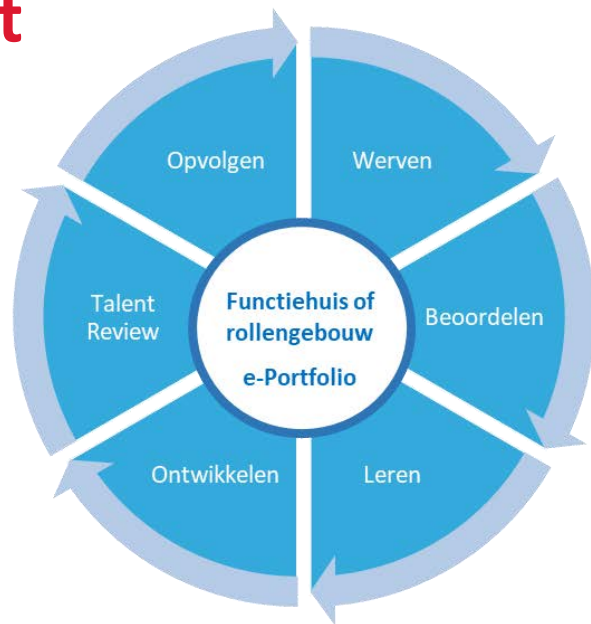 t
Opvolgen
Werven
Talent
Review
Functiehuis of
rollengebouw
e-Portfolio
Beoordelen
Ontwikkelen
Leren